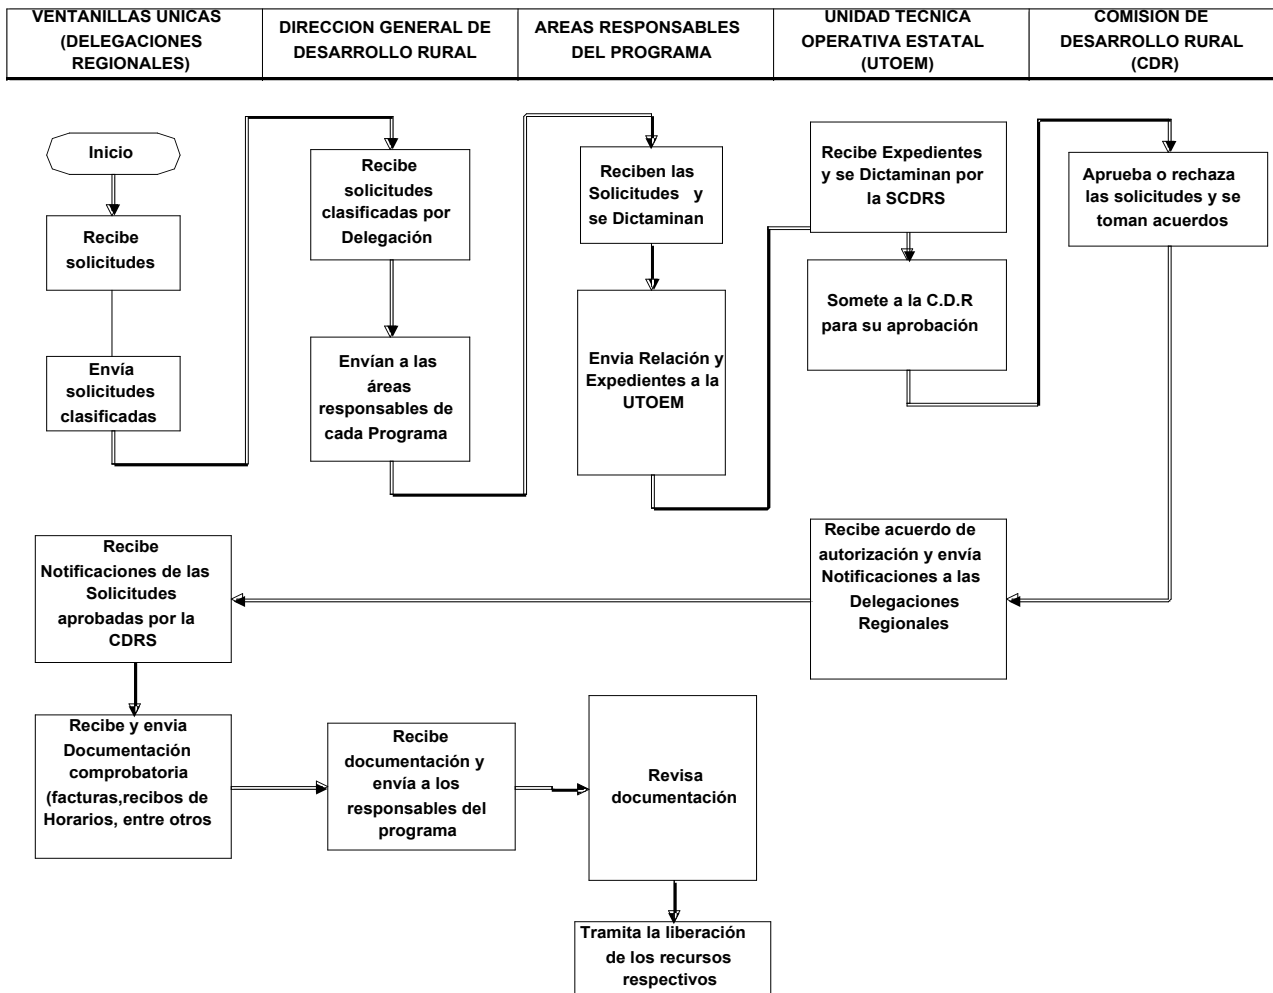 VENTANILLAS UNICAS
(DELEGACIONES
REGIONALES)
DIRECCION GENERAL DE
DESARROLLO RURAL
AREAS RESPONSABLES
DEL PROGRAMA
UNIDAD TECNICA
OPERATIVA ESTATAL
(UTOEM)
COMISION DE
DESARROLLO RURAL
(CDR)
Inicio
Recibe
solicitudes
Envía
solicitudes
clasificadas
Recibe
solicitudes
clasificadas por
Delegación
Envían a las
áreas
responsables de
cada Programa
Reciben las
Solicitudes y
se Dictaminan
Envia Relación y
Expedientes a la
UTOEM
Recibe Expedientes
y se Dictaminan por
la SCDRS
Somete a la C.D.R
para su aprobación
Aprueba o rechaza
las solicitudes y se
toman acuerdos
Recibe acuerdo de
autorización y envía
Notificaciones a las
Delegaciones
Regionales
Recibe
Notificaciones de las
Solicitudes
aprobadas por la
CDRS
Recibe y envia
Documentación
comprobatoria
(facturas,recibos de
Horarios, entre otros
Recibe
documentación y
envía a los
responsables del
programa
Revisa
documentación
Tramita la liberación
de los recursos
respectivos